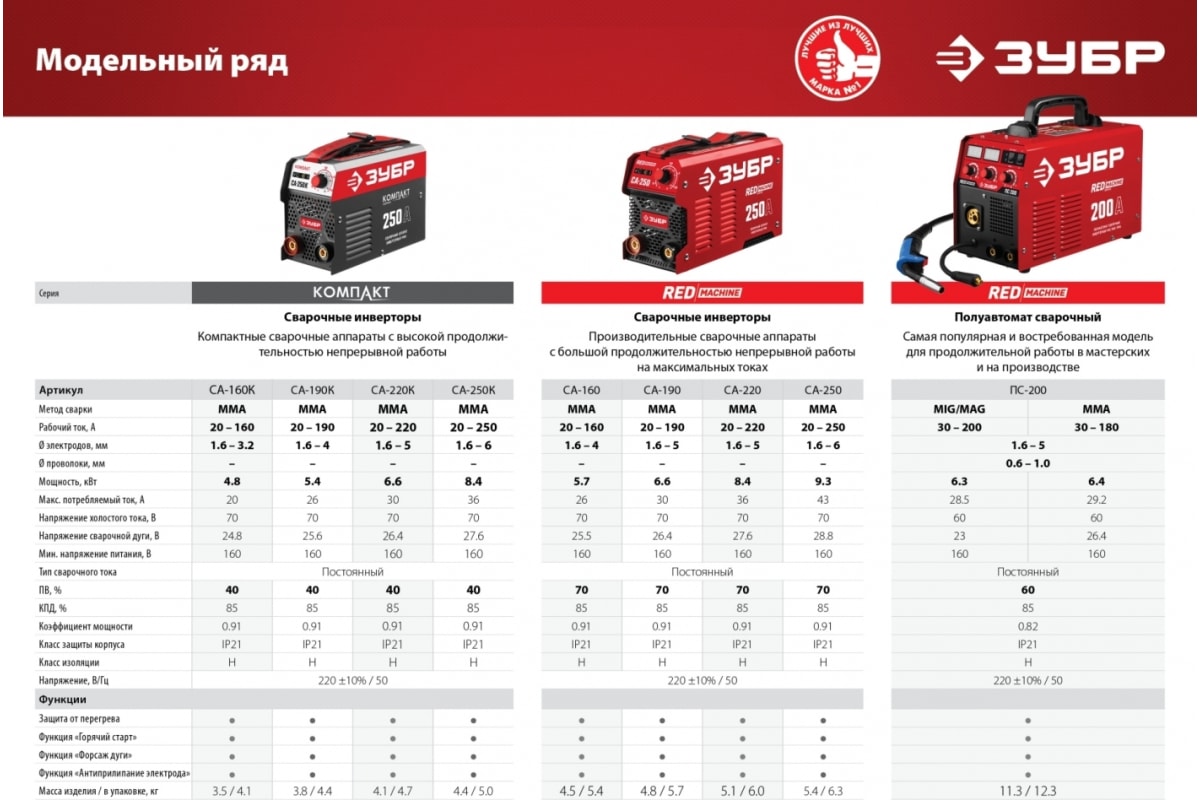 Модельный ряд
ЛУЧШИЕ ИЗ ЛУЧШИХ
МАРКА №1
ЗУБР
КОМПАКТ
СА-250К
ЗУБР
КОМПАКТ
250А
ЗУБР
СА-250
ЗУБР
RED MACHINE
250А
ЗУБР
ЗУБР
RED MACHINE
200А
ЗУБР
ПС-200
Серия КОМПАКТ RED MACHINE RED MACHINE
Сварочные инверторы Сварочные инверторы Полуавтомат сварочный
Компактные сварочные аппараты с высокой продолжи-
тельностью непрерывной работы
Производительные сварочные аппараты
с большой продолжительностью непрерывной работы
на максимальных токах
Самая популярная и востребованная модель
для продолжительной работы в мастерских
и на производстве
Артикул СА-160К СА-190К СА-220К СА-250К СА-160 СА-190 СА-220 СА-250 ПС-200
Метод сварки ММА ММА ММА ММА ММА ММА ММА ММА MIG/MAG ММА
Рабочий ток, А 20 – 160 20 – 190 20 – 220 20 – 250 20 – 160 20 – 190 20 – 220 20 – 250 30 – 200 30 – 180
Ø электродов, мм 1.6 – 3.2 1.6 – 4 1.6 – 5 1.6 – 6 1.6 – 4 1.6 – 5 1.6 – 5 1.6 – 6 1.6 – 5
Ø проволоки, мм – – – – – – – – 0.6 – 1.0
Мощность, кВт 4.8 5.4 6.6 8.4 5.7 6.6 8.4 9.3 6.3 6.4
Макс. потребляемый ток, А 20 26 30 36 26 30 36 43 28.5 29.2
Напряжение холостого тока, В 70 70 70 70 70 70 70 70 60 60
Напряжение сварочной дуги, В 24.8 25.6 26.4 27.6 25.5 26.4 27.6 28.8 23 26.4
Мин. напряжение питания, В 160 160 160 160 160 160 160 160 160 160
Тип сварочного тока Постоянный Постоянный Постоянный
ПВ, % 40 40 40 40 70 70 70 70 60
КПД, % 85 85 85 85 85 85 85 85 85
Коэффициент мощности 0.91 0.91 0.91 0.91 0.91 0.91 0.91 0.91 0.82
Класс защиты корпуса IP21 IP21 IP21 IP21 IP21 IP21 IP21 IP21 IP21
Класс изоляции H H H H H H H H H
Напряжение, В/Гц 220 ±10% / 50 220 ±10% / 50 220 ±10% / 50
Функции
Защита от перегрева • • • • • • • • •
Функция «Горячий старт» • • • • • • • • •
Функция «Форсаж дуги» • • • • • • • • •
Функция «Антиприлипание электрода» • • • • • • • • •
Масса изделия / в упаковке, кг 3.5 / 4.1 3.8 / 4.4 4.1 / 4.7 4.4 / 5.0 4.5 / 5.4 4.8 / 5.7 5.1 / 6.0 5.4 / 6.3 11.3 / 12.3